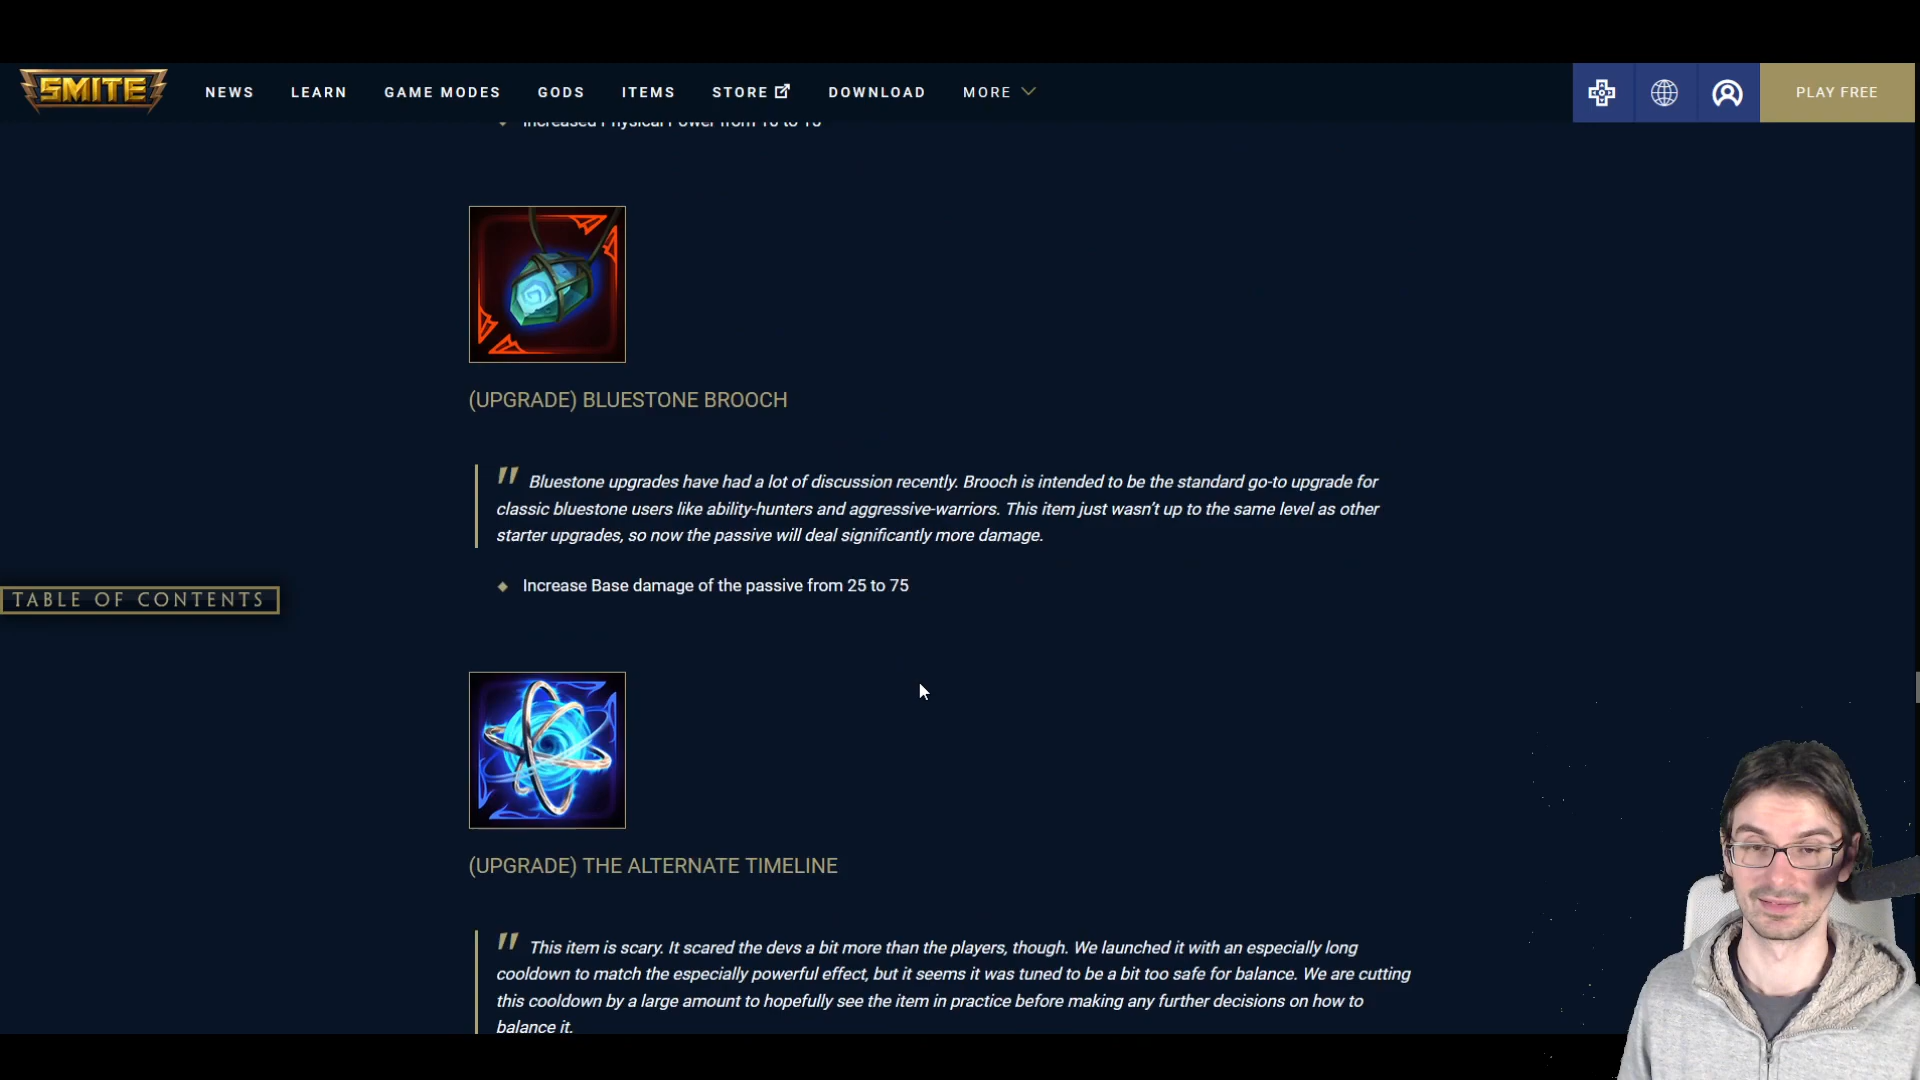 SMITE
NEWS LEARN GAME MODES GODS ITEMS STORE DOWNLOAD MORE PLAY FREE
Increased Physical Power from 10 to 15
(UPGRADE) BLUESTONE BROOCH
" Bluestone upgrades have had a lot of discussion recently. Brooch is intended to be the standard go-to upgrade for
classic bluestone users like ability-hunters and aggressive-warriors. This item just wasn't up to the same level as other
starter upgrades, so now the passive will deal significantly more damage.
Increase Base damage of the passive from 25 to 75
TABLE OF CONTENTS
(UPGRADE) THE ALTERNATE TIMELINE
" This item is scary. It scared the devs a bit more than the players, though. We launched it with an especially long
cooldown to match the especially powerful effect, but it seems it was tuned to be a bit too safe for balance. We are cutting
this cooldown by a large amount to hopefully see the item in practice before making any further decisions on how to
balance it.